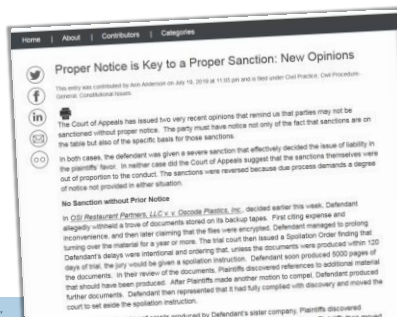 Home | About | Contributors | Categories
Proper Notice is Key to a Proper Sanction: New Opinions
This entry was contributed by Ann Anderson on July 19, 2019 at 11:55 pm and is filed under Civil Practice, Civil Procedure-
General, Constitutional Issues
The Court of Appeals has issued two very recent opinions that remind us that parties may not be
sanctioned without proper notice. The party must have notice not only of the fact that sanctions are on
the table but also of the specific basis for those sanctions.
In both cases, the defendant was given a severe sanction that effectively decided the issue of liability in
the plaintiffs' favor. In neither case did the Court of Appeals suggest that the sanctions themselves were
out of proportion to the conduct. The sanctions were reversed because due process demands a degree
of notice not provided in either situation.
No Sanction without Prior Notice
In OSI Restaurant Partners, LLC v. v. Oscoda Plastics, Inc., decided earlier this week, Defendant
allegedly withheld a trove of documents stored on its backup tapes. First citing expense and
inconvenience, and then later claiming that the files were encrypted, Defendant managed to prolong
turning over the material for a year or more. The trial court then issued a Spoliation Order finding that
Defendant's delays were intentional and ordering that, unless the documents were produced within 120
days of trial, the jury would be given a spoliation instruction. Defendant soon produced 5000 pages of
the documents. In their review of the documents, Plaintiffs discovered references to additional material
that should have been produced. After Plaintiffs made another motion to compel, Defendant produced
further documents. Defendant then represented that it had fully complied with discovery and moved the
court to set aside the spoliation instruction.
produced by Defendant's sister company. Plaintiffs discovered